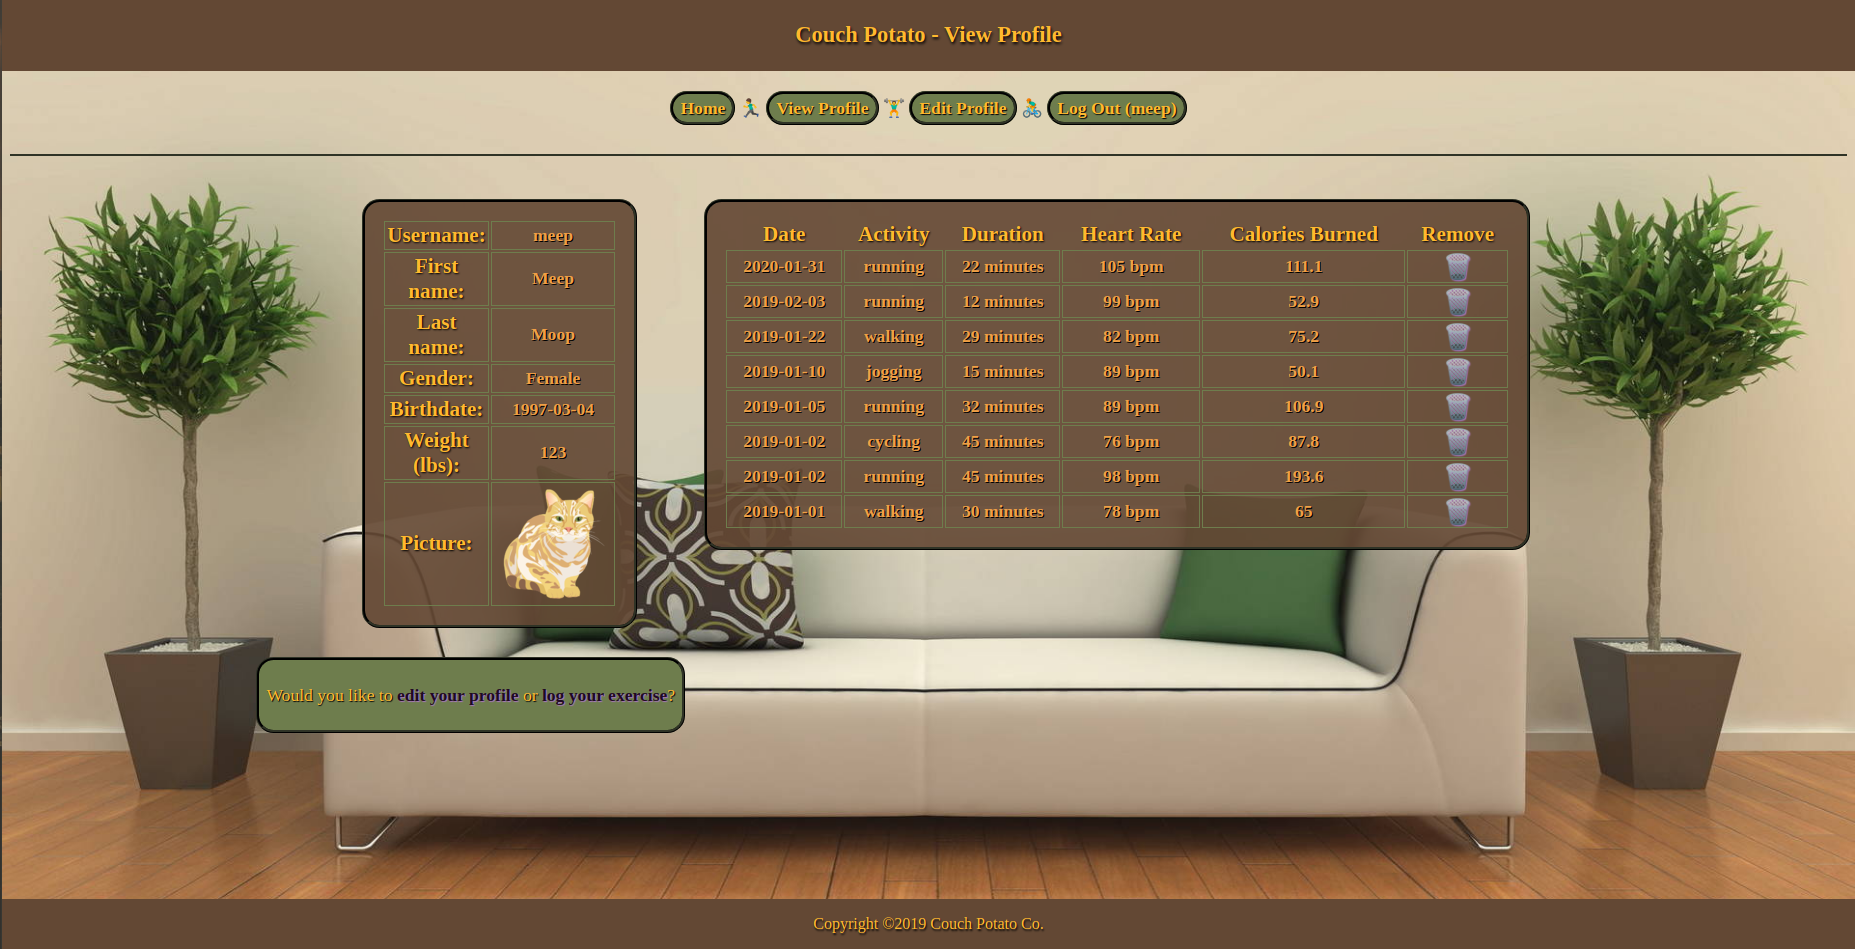 Couch Potato - View Profile
Home View Profile Edit Profile Log Out (meep)
Username: meep
First name: Meep
Last name: Moop
Gender: Female
Birthdate: 1997-03-04
Weight (lbs): 123
Picture:
Date Activity Duration Heart Rate Calories Burned Remove
2020-01-31 running 22 minutes 105 bpm 111.1
2019-02-03 running 12 minutes 99 bpm 52.9
2019-01-22 walking 29 minutes 82 bpm 75.2
2019-01-10 jogging 15 minutes 89 bpm 50.1
2019-01-05 running 32 minutes 89 bpm 106.9
2019-01-02 cycling 45 minutes 76 bpm 87.8
2019-01-02 running 45 minutes 98 bpm 193.6
2019-01-01 walking 30 minutes 78 bpm 65
Would you like to edit your profile or log your exercise?
Copyright ©2019 Couch Potato Co.